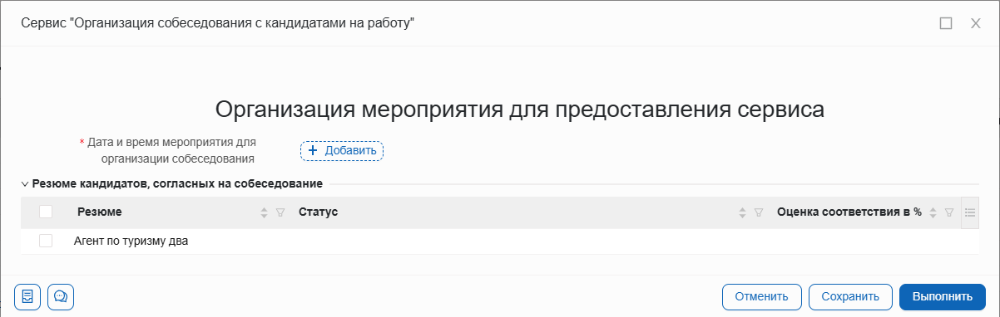 Сервис "Организация собеседования с кандидатами на работу"
Организация мероприятия для предоставления сервиса
* Дата и время мероприятия для
организации собеседования
+ Добавить
Резюме кандидатов, согласных на собеседование
Резюме Статус Оценка соответствия в %
Агент по туризму два
Отменить Сохранить Выполнить